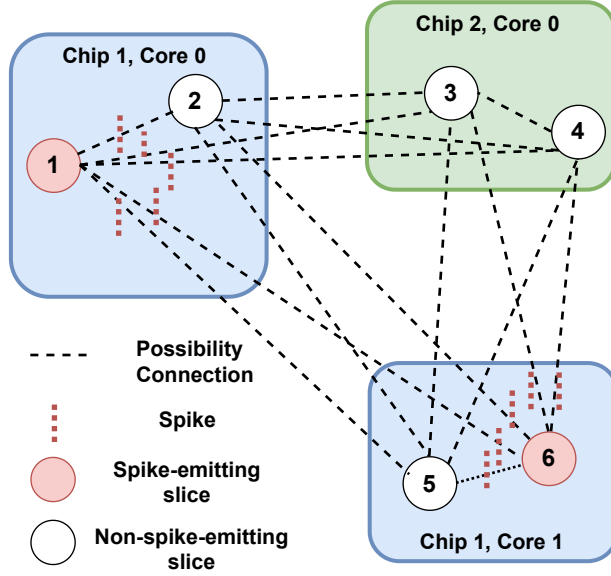 Chip 1, Core 0
Chip 2, Core 0
1
2
3
4
Possibility
Connection
Spike
Spike-emitting
slice
Non-spike-emitting
slice
5
6
Chip 1, Core 1